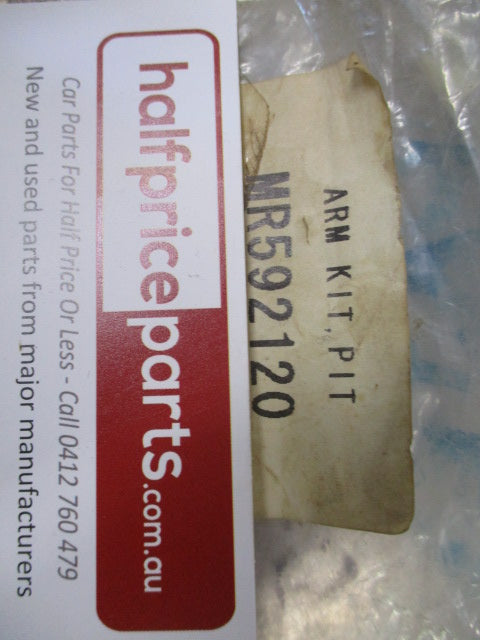 halfpriceparts.com.au
Car Parts For Half Price Or Less - Call 0412 760 479
New and used parts from major manufacturers
ARM KIT, PIT
MR592120